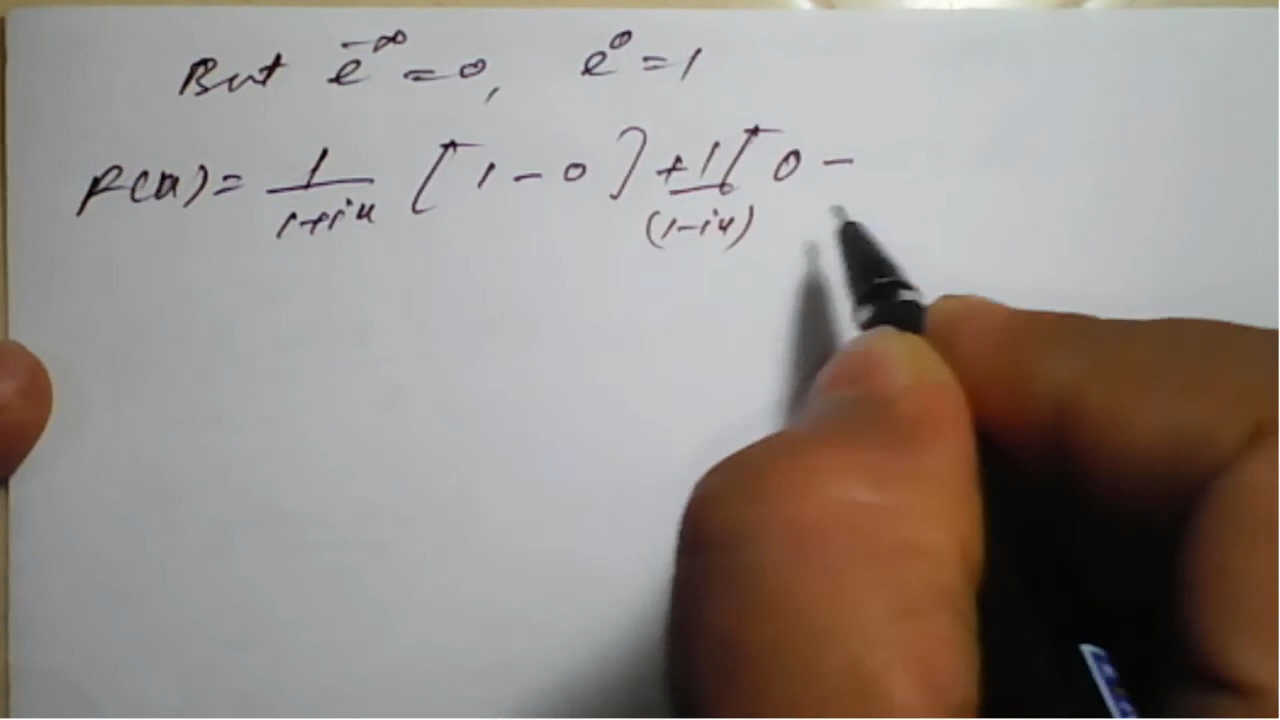 But e^-∞ = 0, e^0 = 1
F(u) = 1/(1+iu) [1 - 0] + 1/(1-iu) [0 -